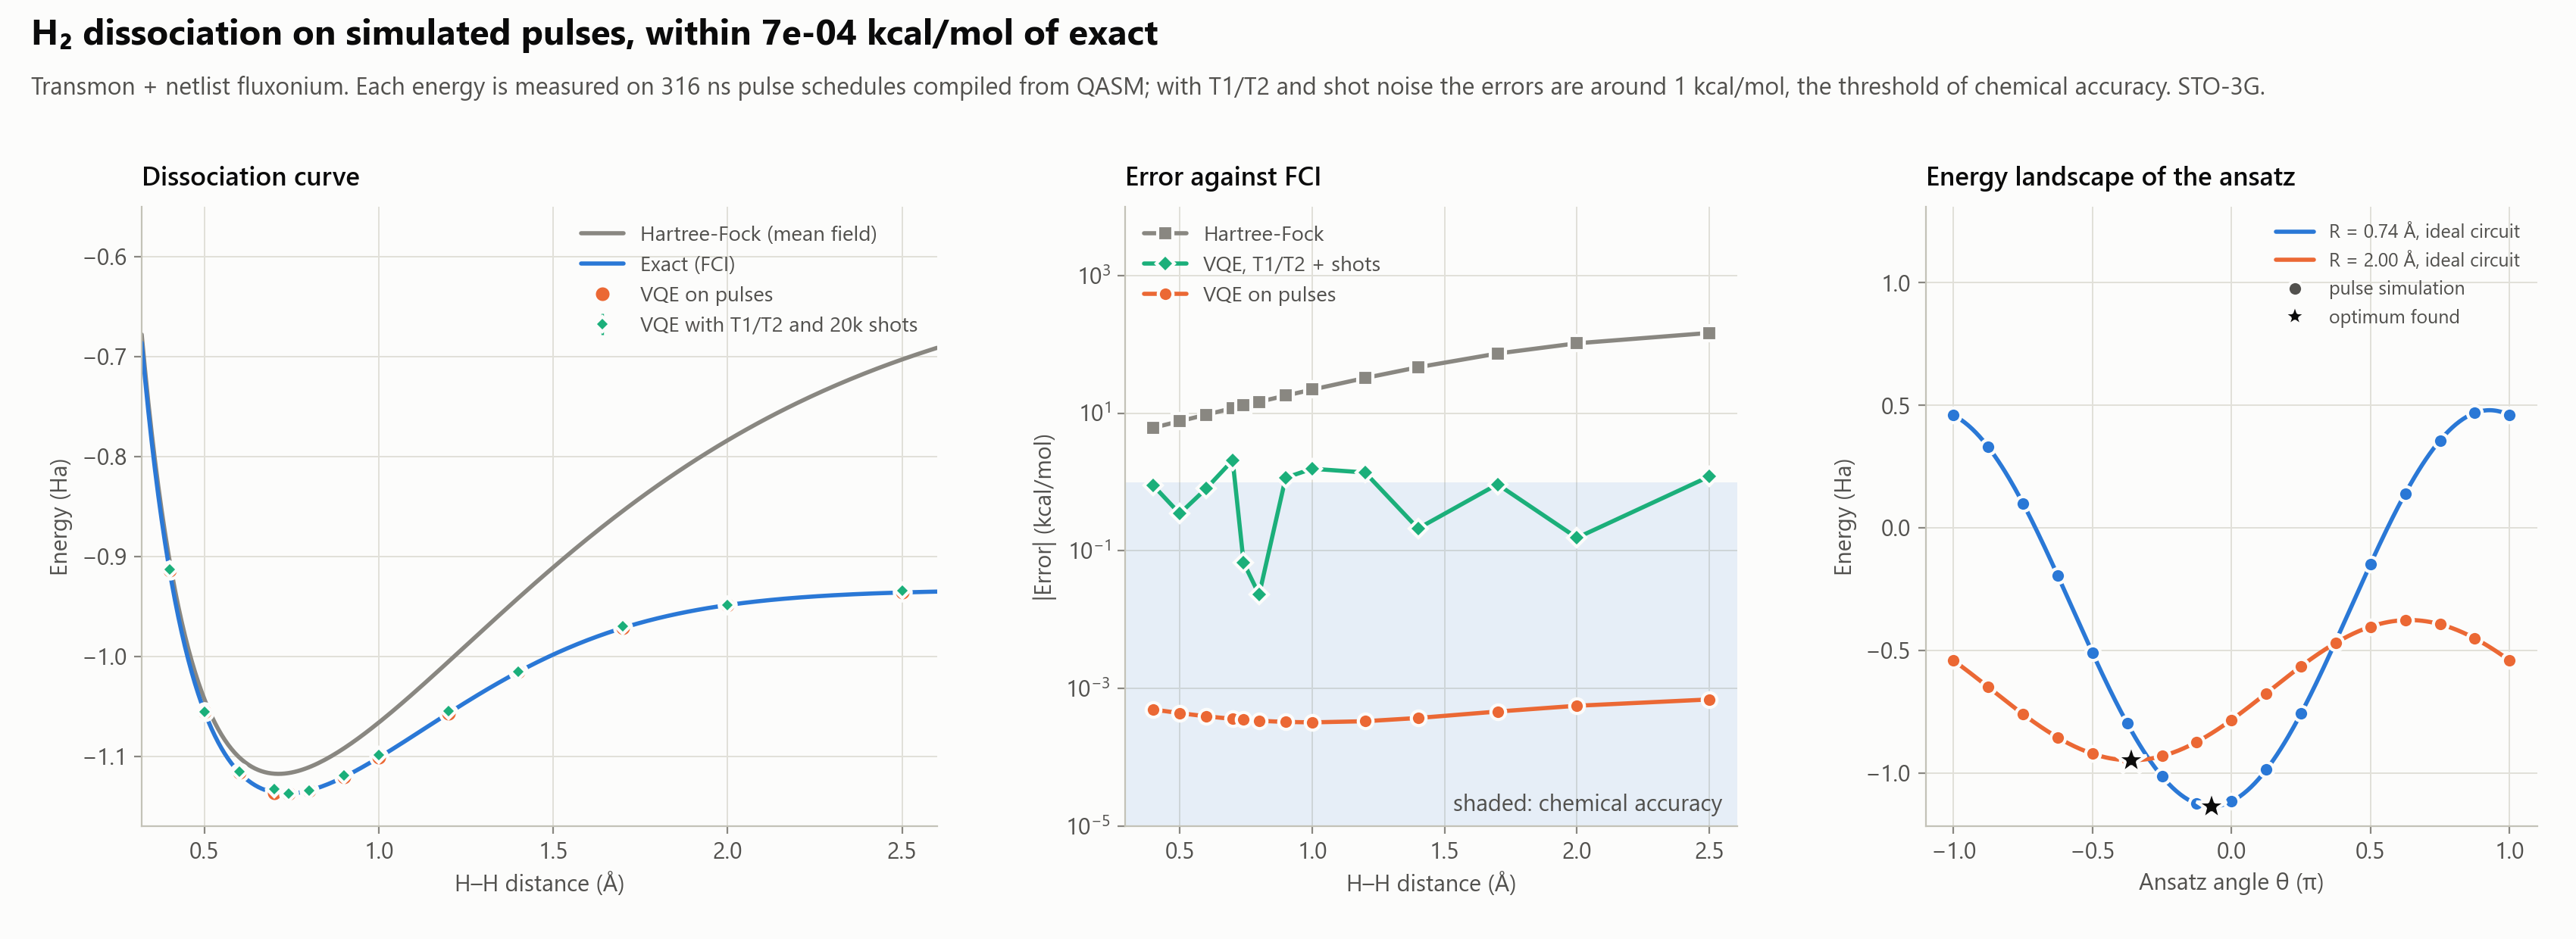 H₂ dissociation on simulated pulses, within 7e-04 kcal/mol of exact
Transmon + netlist fluxonium. Each energy is measured on 316 ns pulse schedules compiled from QASM; with T1/T2 and shot noise the errors are around 1 kcal/mol, the threshold of chemical accuracy. STO-3G.
Dissociation curve
Hartree-Fock (mean field)
Exact (FCI)
VQE on pulses
VQE with T1/T2 and 20k shots
−0.6
−0.7
−0.8
−0.9
−1.0
−1.1
Energy (Ha)
0.5 1.0 1.5 2.0 2.5
H–H distance (Å)
Error against FCI
Hartree-Fock
VQE, T1/T2 + shots
VQE on pulses
10³
10¹
10⁻¹
10⁻³
10⁻⁵
|Error| (kcal/mol)
shaded: chemical accuracy
0.5 1.0 1.5 2.0 2.5
H–H distance (Å)
Energy landscape of the ansatz
R = 0.74 Å, ideal circuit
R = 2.00 Å, ideal circuit
pulse simulation
optimum found
1.0
0.5
0.0
−0.5
−1.0
Energy (Ha)
−1.0 −0.5 0.0 0.5 1.0
Ansatz angle θ (π)